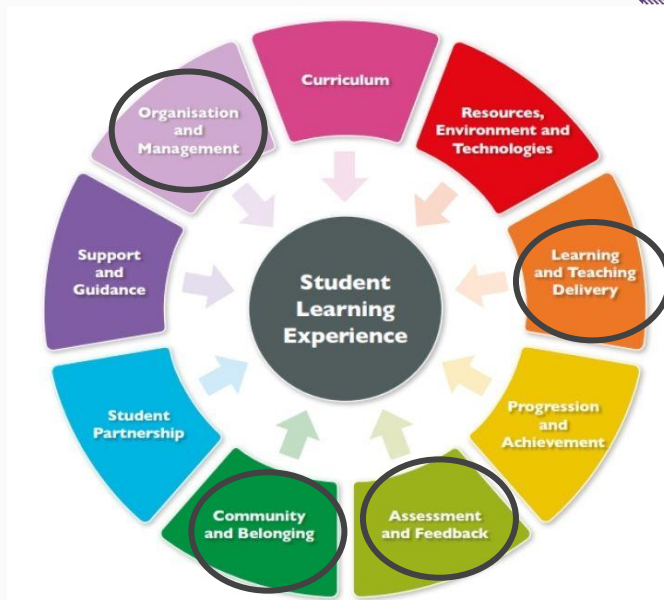 Curriculum
Resources,
Environment and
Technologies
Learning
and Teaching
Delivery
Progression
and
Achievement
Assessment
and Feedback
Community
and Belonging
Student
Partnership
Support
and
Guidance
Organisation
and
Management
Student
Learning
Experience